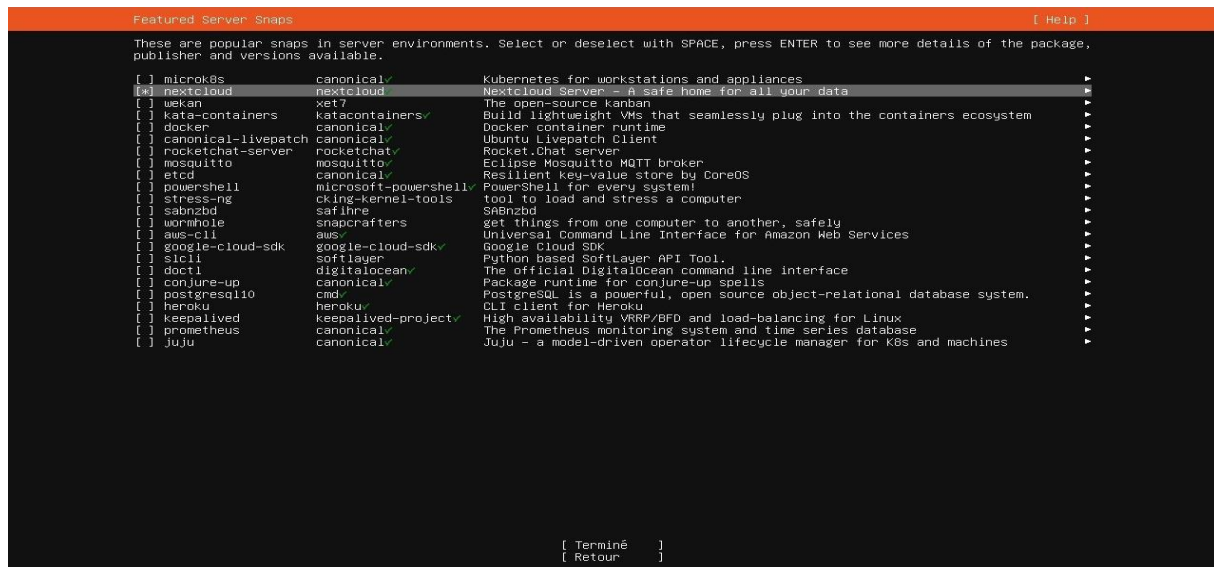 Featured Server Snaps [ Help ]
These are popular snaps in server environments. Select or deselect with SPACE, press ENTER to see more details of the package,
publisher and versions available.
[ ] microk8s canonical✓ Kubernetes for workstations and appliances ►
[*] nextcloud nextcloud✓ Nextcloud Server – A safe home for all your data ►
[ ] wekan xet7 The open-source kanban ►
[ ] kata-containers katacontainers✓ Build lightweight VMs that seamlessly plug into the containers ecosystem ►
[ ] docker canonical✓ Docker container runtime ►
[ ] canonical-livepatch canonical✓ Ubuntu Livepatch Client ►
[ ] rocketchat-server rocketchat✓ Rocket.Chat server ►
[ ] mosquitto mosquitto✓ Eclipse Mosquitto MQTT broker ►
[ ] etcd canonical✓ Resilient key-value store by CoreOS ►
[ ] powershell microsoft-powershell✓ PowerShell for every system! ►
[ ] stress-ng cking-kernel-tools tool to load and stress a computer ►
[ ] sabnzbd safihre SABnzbd ►
[ ] wormhole snapcrafters get things from one computer to another, safely ►
[ ] aws-cli aws✓ Universal Command Line Interface for Amazon Web Services ►
[ ] google-cloud-sdk google-cloud-sdk✓ Google Cloud SDK ►
[ ] slcli softlayer Python based SoftLayer API Tool. ►
[ ] doctl digitalocean✓ The official DigitalOcean command line interface ►
[ ] conjure-up canonical✓ Package runtime for conjure-up spells ►
[ ] postgresql10 cmd✓ PostgreSQL is a powerful, open source object-relational database system. ►
[ ] heroku heroku✓ CLI client for Heroku ►
[ ] keepalived keepalived-project✓ High availability VRRP/BFD and load-balancing for Linux ►
[ ] prometheus canonical✓ The Prometheus monitoring system and time series database ►
[ ] juju canonical✓ Juju – a model-driven operator lifecycle manager for K8s and machines ►
[ Terminé ]
[ Retour ]